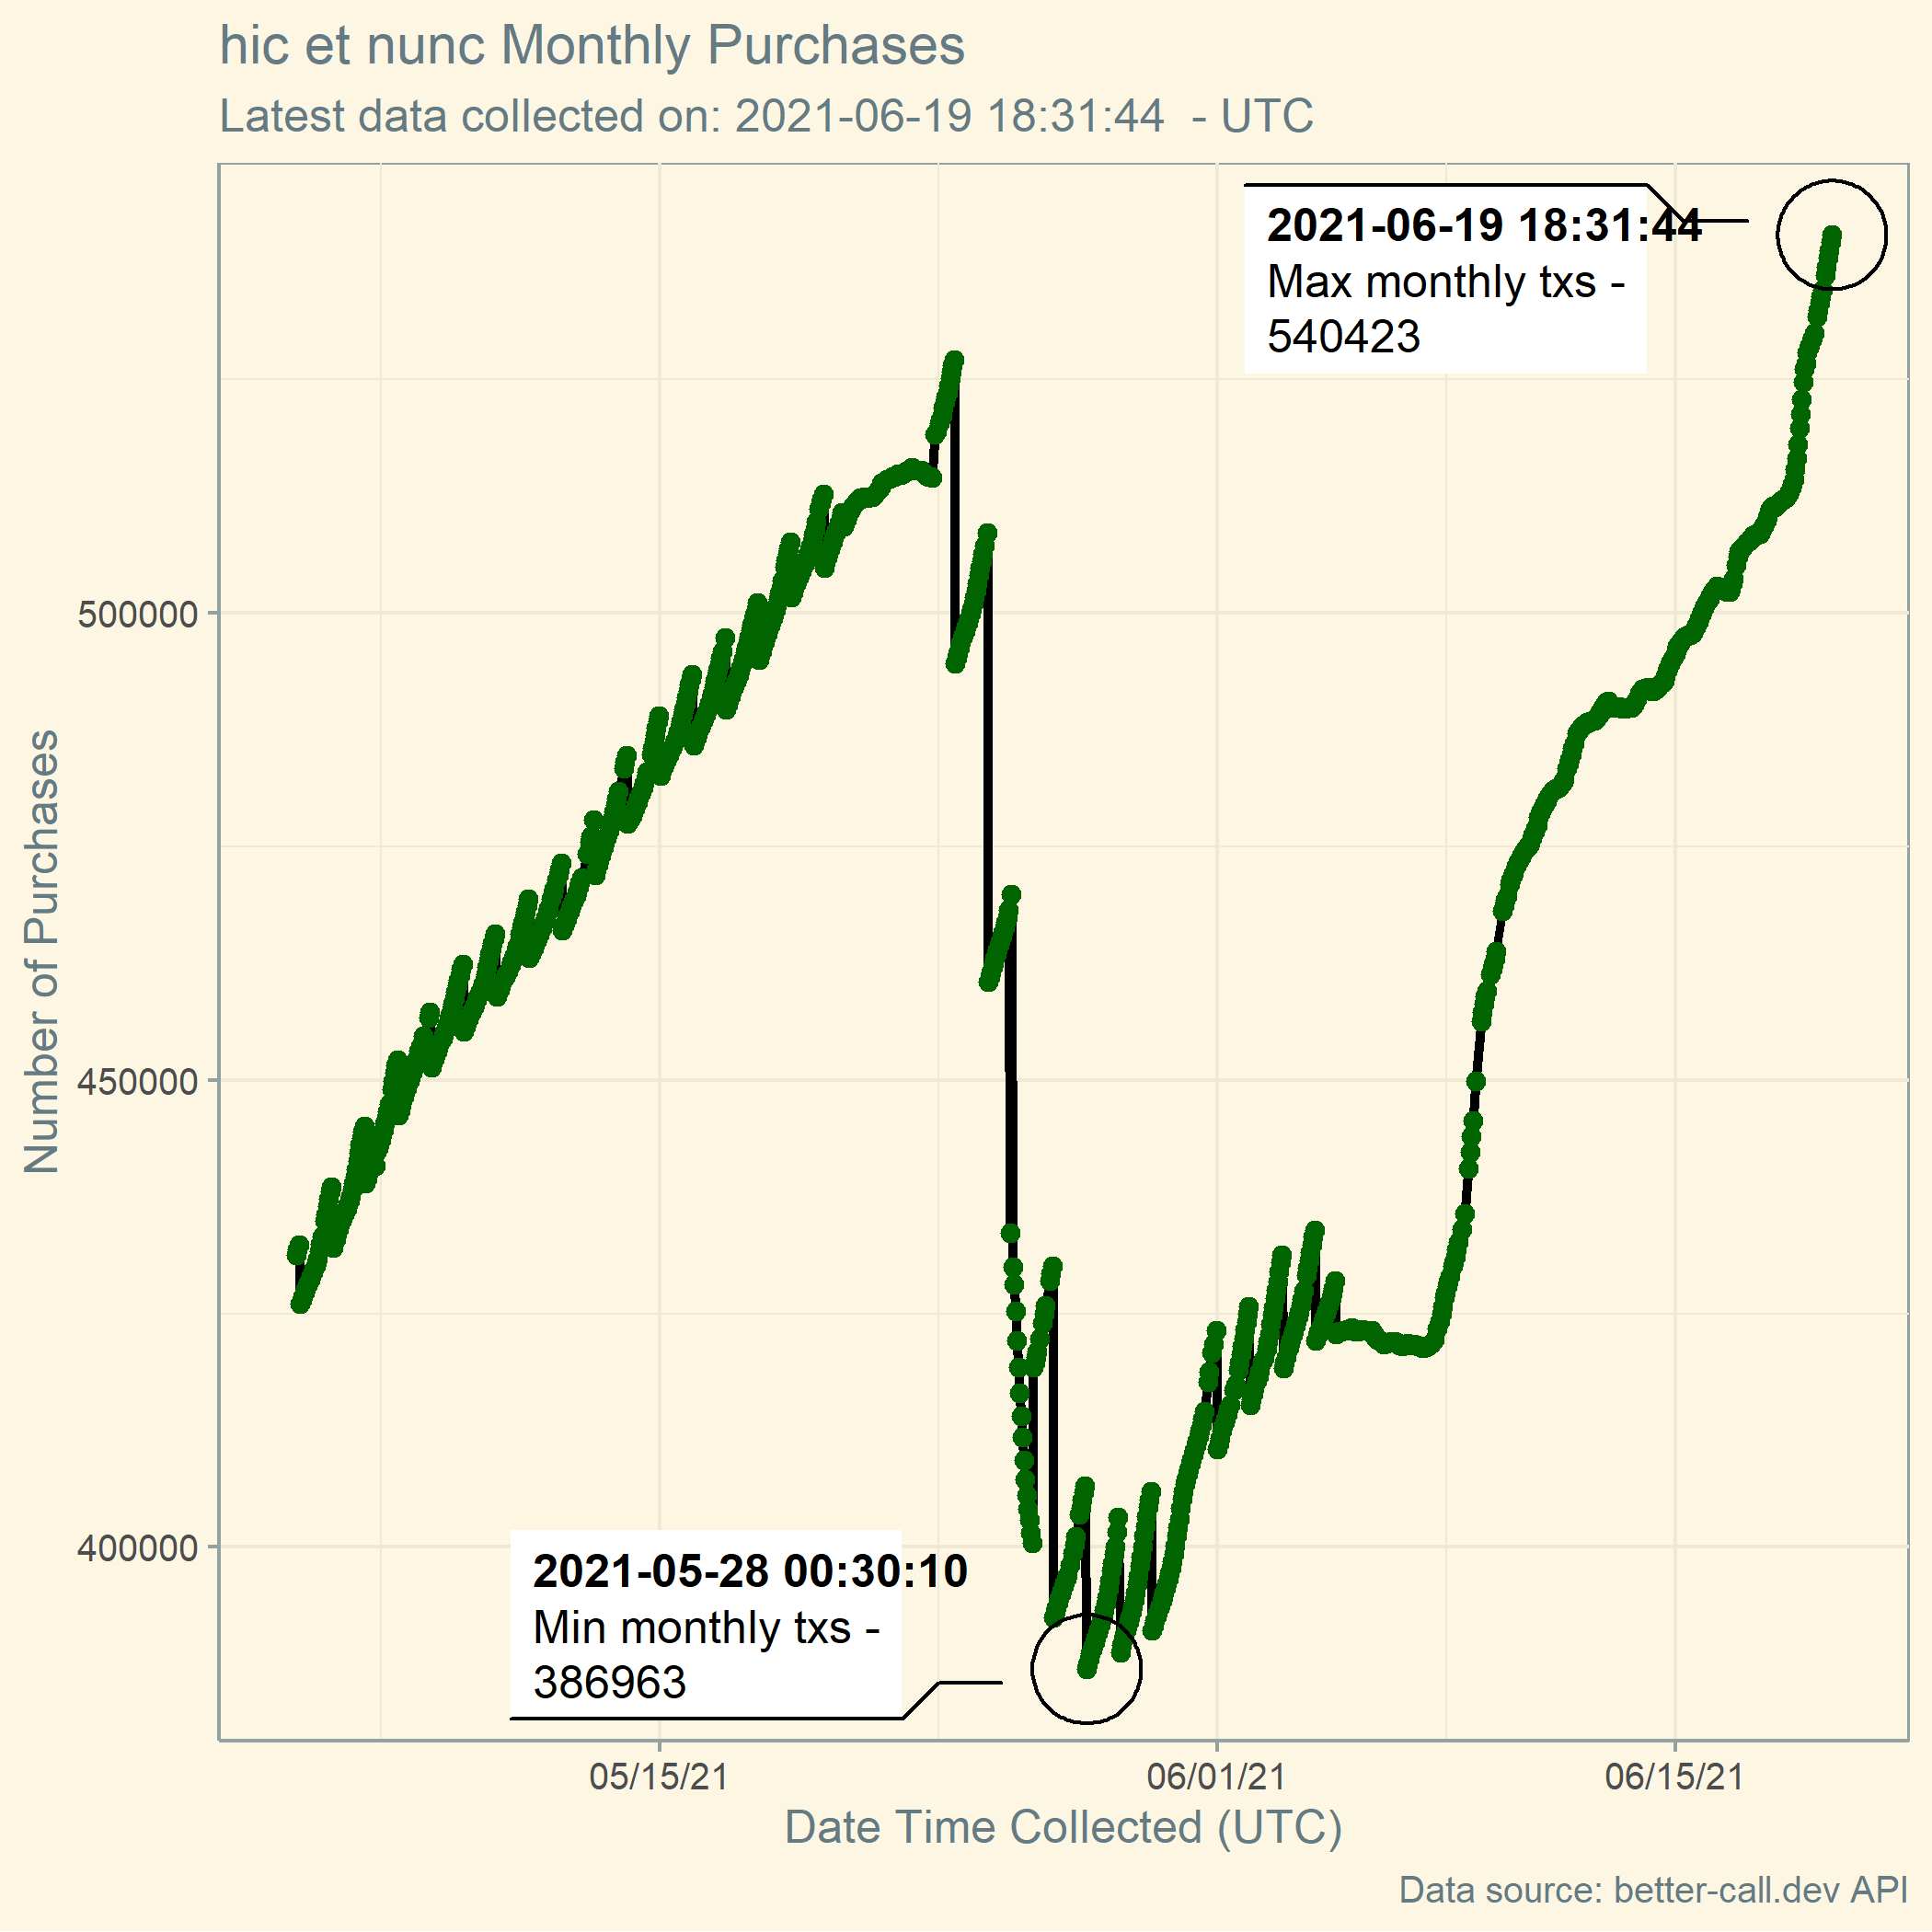 hic et nunc Monthly Purchases
Latest data collected on: 2021-06-19 18:31:44  - UTC
2021-06-19 18:31:44
Max monthly txs -
540423
500000
450000
400000
Number of Purchases
2021-05-28 00:30:10
Min monthly txs -
386963
05/15/21
06/01/21
06/15/21
Date Time Collected (UTC)
Data source: better-call.dev API